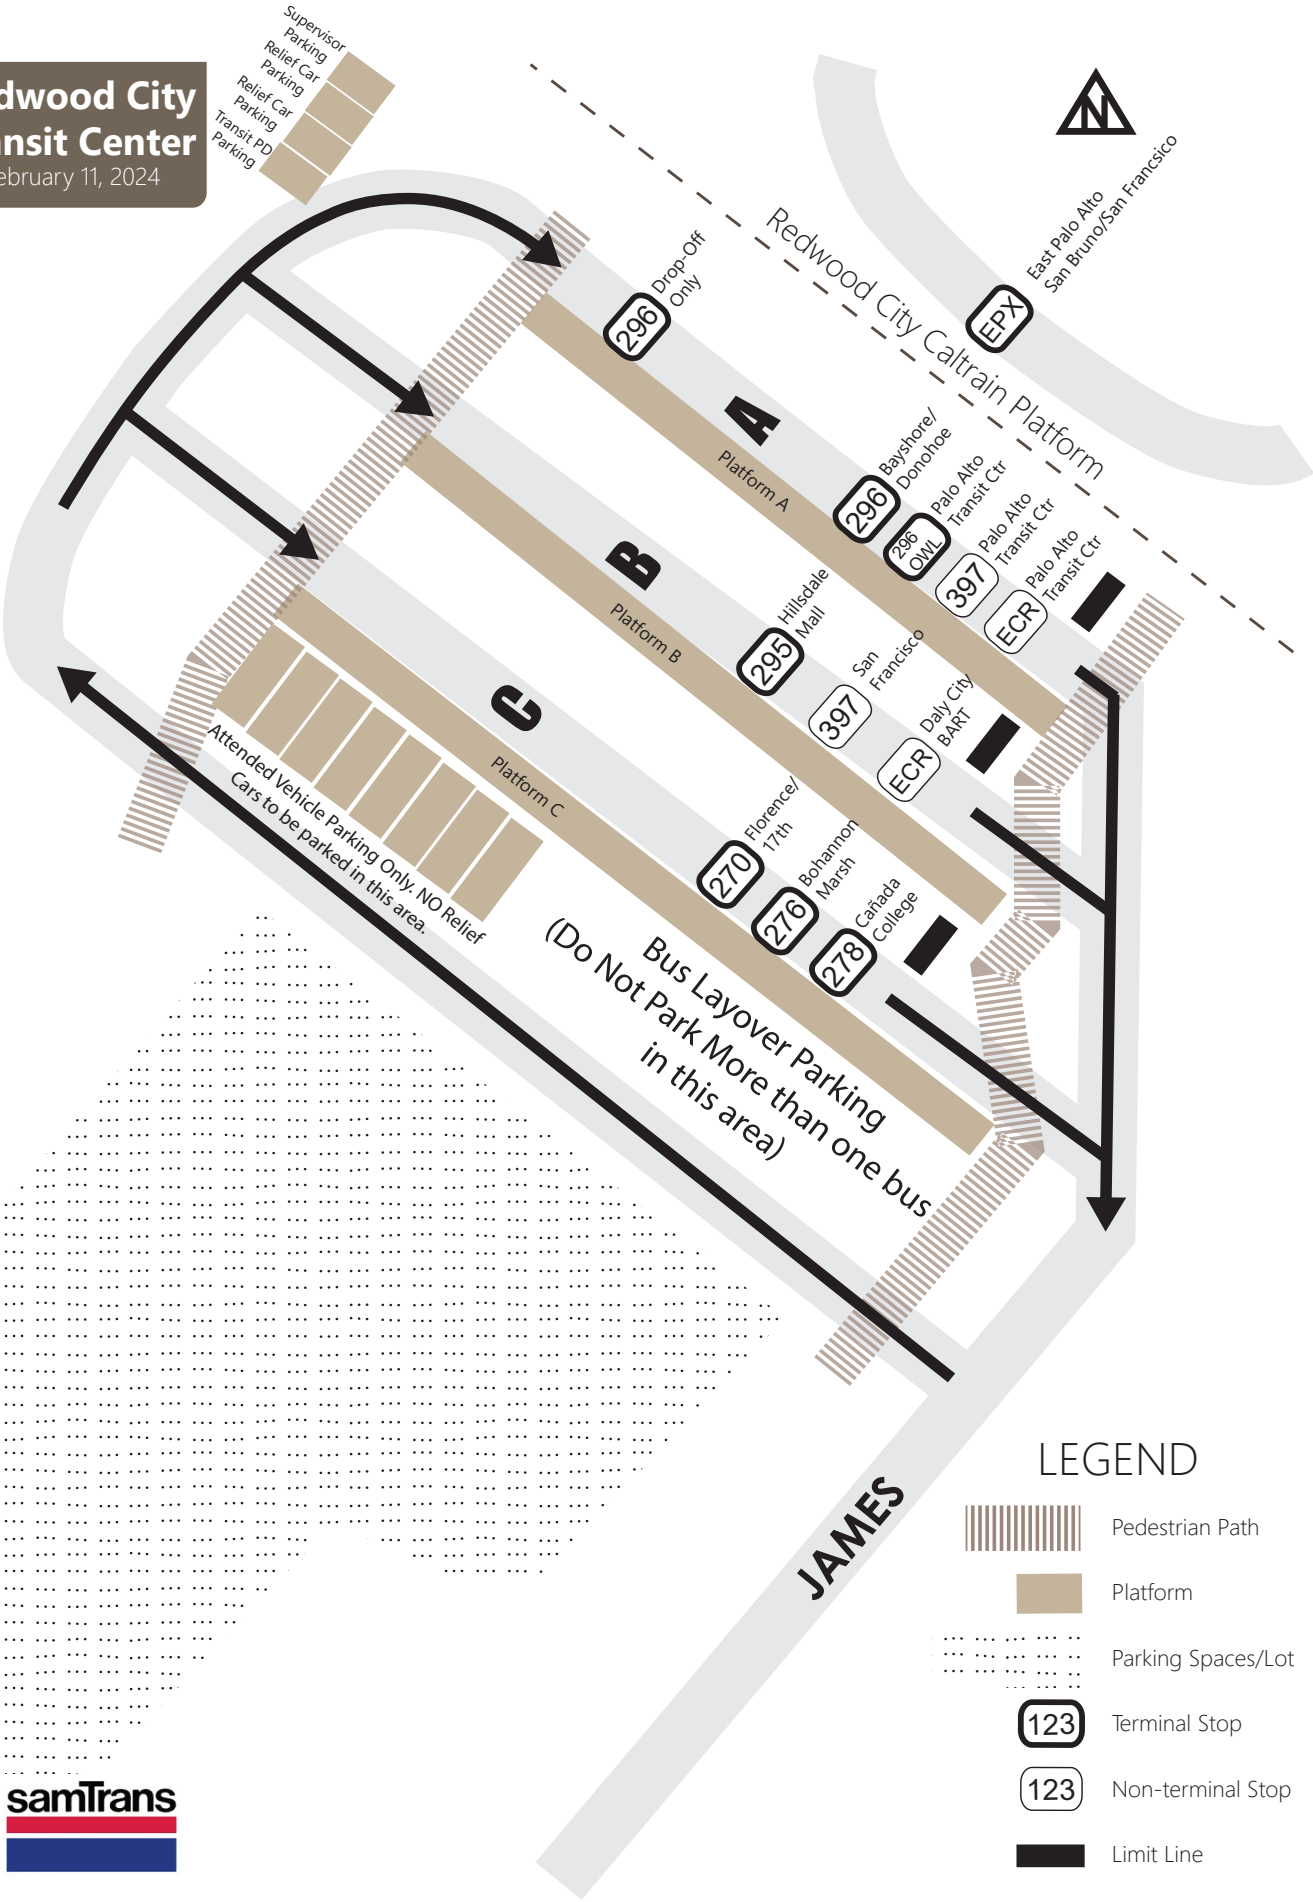 Supervisor
Parking
Relief Car
Parking
Relief Car
Parking
Transit PD
Parking
dwood City
ansit Center
ebruary 11, 2024
N
East Palo Alto
San Bruno/San Francsico
EPX
Redwood City Caltrain Platform
Drop-Off
Only
296
A
Platform A
Bayshore/
Donohoe
296
Palo Alto
Transit Ctr
296
OWL
Palo Alto
Transit Ctr
397
Palo Alto
Transit Ctr
ECR
B
Platform B
Hillsdale
Mall
295
San
Francisco
397
Daly City
BART
ECR
C
Platform C
Florence/
17th
270
Bohannon
Marsh
276
Cañada
College
278
Attended Vehicle Parking Only. NO Relief
Cars to be parked in this area.
Bus Layover Parking
(Do Not Park More than one bus
in this area)
JAMES
LEGEND
Pedestrian Path
Platform
Parking Spaces/Lot
123 Terminal Stop
123 Non-terminal Stop
Limit Line
samTrans